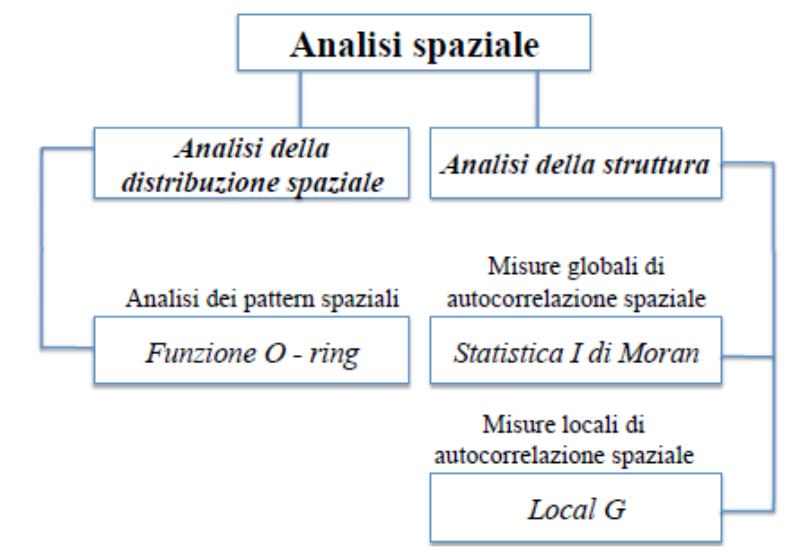 Analisi spaziale
Analisi della
distribuzione spaziale
Analisi della struttura
Analisi dei pattern spaziali
Funzione O - ring
Misure globali di
autocorrelazione spaziale
Statistica I di Moran
Misure locali di
autocorrelazione spaziale
Local G